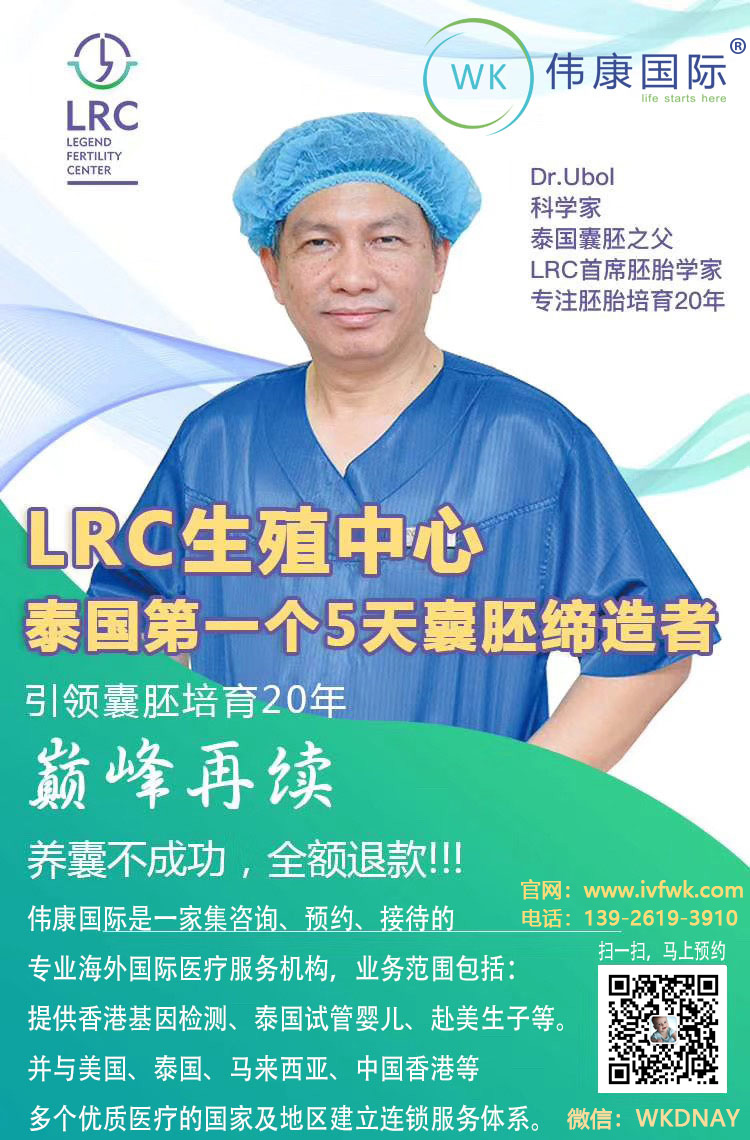 LRC
LEGEND
FERTILITY
CENTER
WK 伟康国际®
life starts here
Dr.Ubol
科学家
泰国囊胚之父
LRC首席胚胎学家
专注胚胎培育20年
LRC生殖中心
泰国第一个5天囊胚缔造者
引领囊胚培育20年
巅峰再续
养囊不成功，全额退款!!!
官网：www.ivfwk.com
电话：139-2619-3910
伟康国际是一家集咨询、预约、接待的
专业海外国际医疗服务机构，业务范围包括：
提供香港基因检测、泰国试管婴儿、赴美生子等。
并与美国、泰国、马来西亚、中国香港等
多个优质医疗的国家及地区建立连锁服务体系。
扫一扫，马上预约
微信：WKDNAY